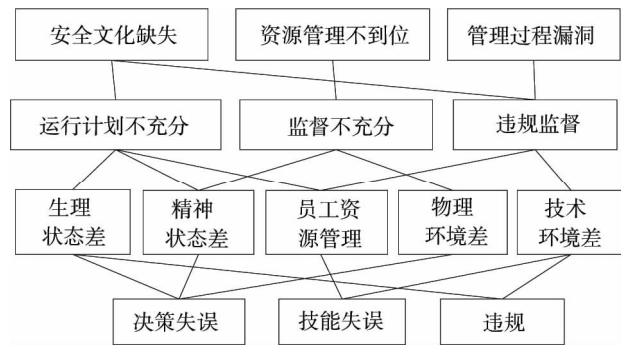 安全文化缺失
资源管理不到位
管理过程漏洞
运行计划不充分
监督不充分
违规监督
生理
状态差
精神
状态差
员工资
源管理
物理
环境差
技术
环境差
决策失误
技能失误
违规